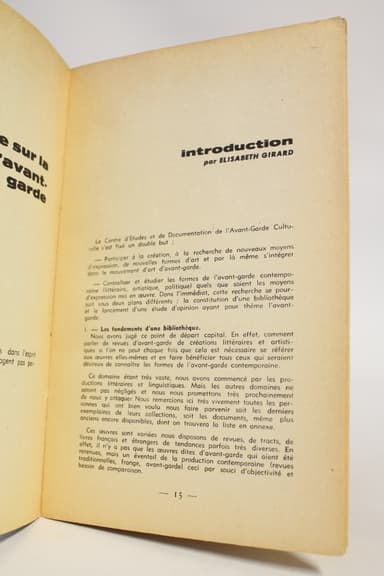 e sur la
'avant.
garde
dans l'esprit
agent pas
introduction
par ELISABETH GIRARD
Le Centre d'Etudes et de Documentation de l'Avant-Garde Cultu-
relle s'est fixé un double but :
— Participer à la création, à la recherche de nouveaux moyens
d'expression, de nouvelles formes d'art et par là même s'intégrer
dans le mouvement d'art d'avant-garde.
— Centraliser et étudier les formes de l'avant-garde contempo-
raine (littéraire, artistique, politique) quels que soient les moyens
d'expression mis en œuvre. Dans l'immédiat, cette recherche se pour-
suit sous deux plans différents : la constitution d'une bibliothèque
et le lancement d'une étude d'opinion ayant pour thème l'avant-
garde.
I. — Les fondements d'une bibliothèque.
Nous avons jugé ce point de départ capital. En effet, comment
parler de revues d'avant-garde de créations littéraires et artisti-
ques si l'on ne peut chaque fois que cela est nécessaire se référer
aux œuvres elles-mêmes et en faire bénéficier tous ceux qui seraient
désireux de connaître les formes de l'avant-garde contemporaine.
Ce domaine étant très vaste, nous avons commencé par les pro-
ductions littéraires et linguistiques. Mais les autres domaines ne
seront pas négligés et nous nous promettons très prochainement
de nous y attaquer. Nous remercions ici très vivement toutes les per-
sonnes qui ont bien voulu nous faire parvenir soit les derniers
exemplaires de leurs collections, soit les documents, même plus
anciens encore disponibles, dont on trouvera la liste en annexe.
Ces œuvres sont variées nous disposons de revues, de tracts, de
livres français et étrangers de tendances parfois très diverses. En
effet, il n'y a pas que les œuvres dites d'avant-garde qui aient été
retenues, mais un éventail de la production contemporaine (revues
traditionnelles, frange, avant-garde) ceci par souci d'objectivité et
besoin de comparaison.
— 15 —